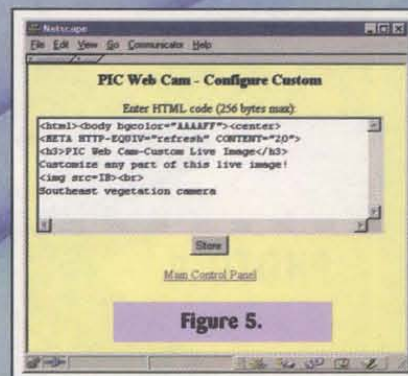 Netscape
File Edit View Go Communicator Help
PIC Web Cam - Configure Custom
Enter HTML code (256 bytes max):
<html><body bgcolor="AAAAFF"><center>
<META HTTP-EQUIV="refresh" CONTENT="20">
<h3>PIC Web Cam-Custom Live Image</h3>
Customize any part of this live image!
<img src=IB><br>
Southeast vegetation camera
Store
Main Control Panel
Figure 5.